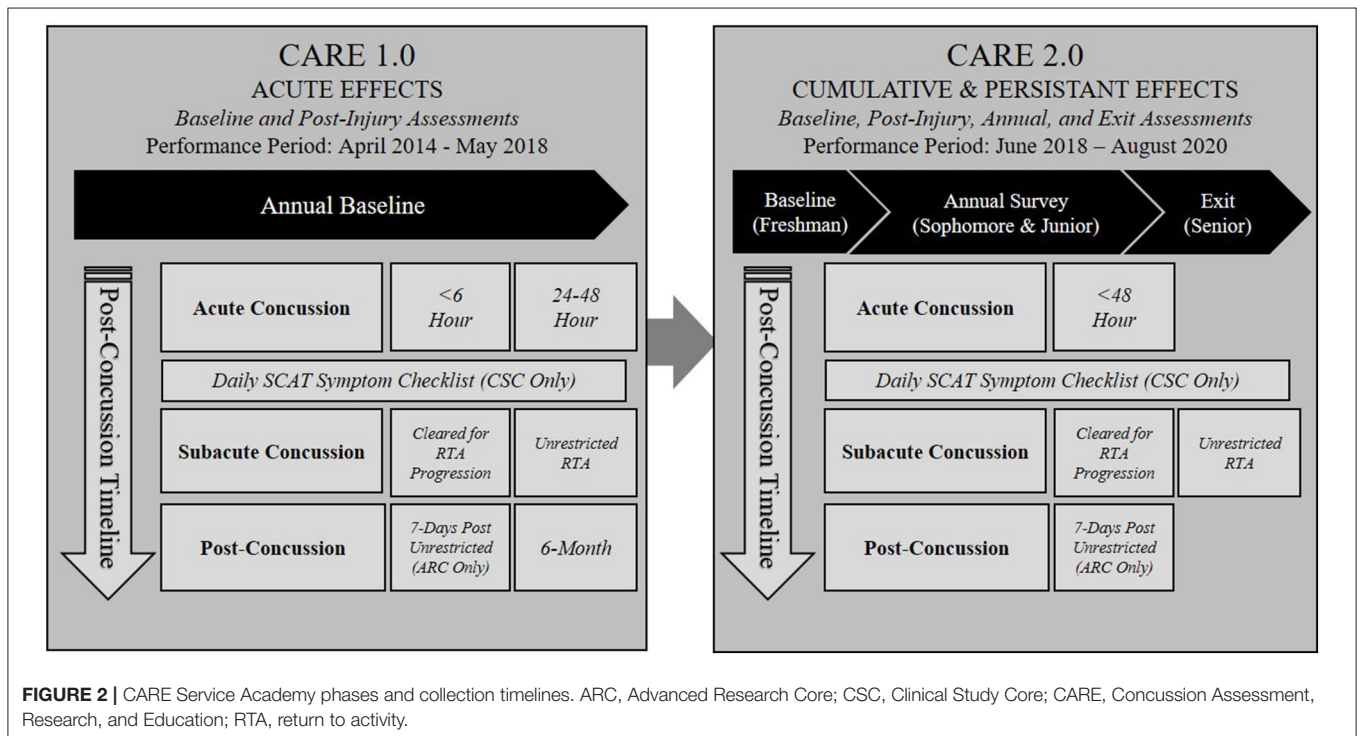 CARE 1.0
ACUTE EFFECTS
Baseline and Post-Injury Assessments
Performance Period: April 2014 - May 2018
Annual Baseline
Post-Concussion Timeline
Acute Concussion
<6
Hour
24-48
Hour
Daily SCAT Symptom Checklist (CSC Only)
Subacute Concussion
Cleared for
RTA
Progression
Unrestricted
RTA
Post-Concussion
7-Days Post
Unrestricted
(ARC Only)
6-Month
CARE 2.0
CUMULATIVE & PERSISTANT EFFECTS
Baseline, Post-Injury, Annual, and Exit Assessments
Performance Period: June 2018 – August 2020
Baseline
(Freshman)
Annual Survey
(Sophomore & Junior)
Exit
(Senior)
Post-Concussion Timeline
Acute Concussion
<48
Hour
Daily SCAT Symptom Checklist (CSC Only)
Subacute Concussion
Cleared for
RTA
Progression
Unrestricted
RTA
Post-Concussion
7-Days Post
Unrestricted
(ARC Only)
FIGURE 2 | CARE Service Academy phases and collection timelines. ARC, Advanced Research Core; CSC, Clinical Study Core; CARE, Concussion Assessment,
Research, and Education; RTA, return to activity.